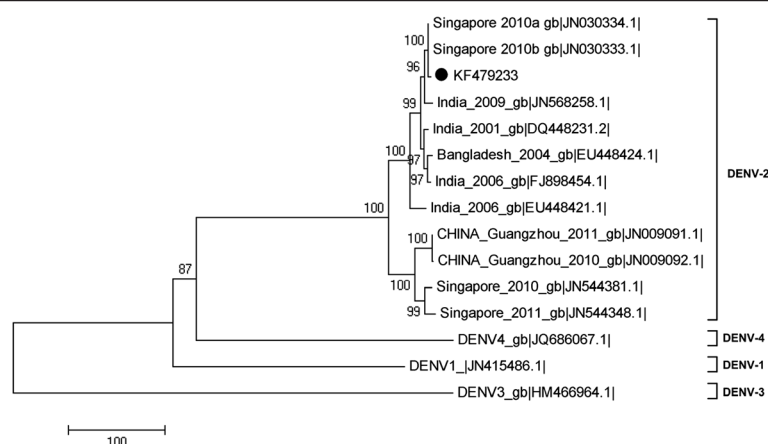 Singapore 2010a gb|JN030334.1|
100
Singapore 2010b gb|JN030333.1|
96
KF479233
99
India_2009_gb|JN568258.1|
India_2001_gb|DQ448231.2|
100
97
Bangladesh_2004_gb|EU448424.1|
DENV-2
97
India_2006_gb|FJ898454.1|
100
India_2006_gb|EU448421.1|
100
CHINA_Guangzhou_2011_gb|JN009091.1|
CHINA_Guangzhou_2010_gb|JN009092.1|
87
100
Singapore_2010_gb|JN544381.1|
99
Singapore_2011_gb|JN544348.1|
DENV4_gb|JQ686067.1|
DENV-4
DENV1_|JN415486.1|
DENV-1
DENV3_gb|HM466964.1|
DENV-3
100